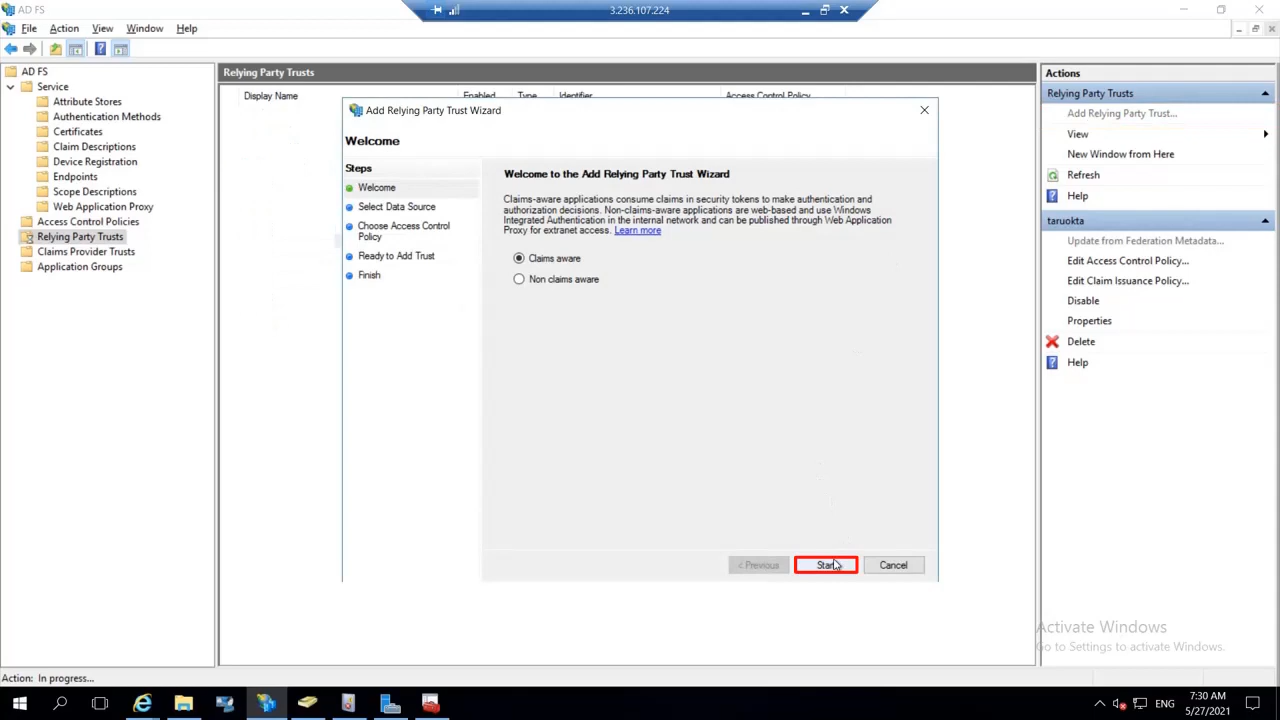 AD FS
3.236.107.224
File Action View Window Help
AD FS
Service
Attribute Stores
Authentication Methods
Certificates
Claim Descriptions
Device Registration
Endpoints
Scope Descriptions
Web Application Proxy
Access Control Policies
Relying Party Trusts
Claims Provider Trusts
Application Groups
Relying Party Trusts
Display Name Enabled Type Identifier Access Control Policy
Add Relying Party Trust Wizard
Welcome
Steps
Welcome
Select Data Source
Choose Access Control
Policy
Ready to Add Trust
Finish
Welcome to the Add Relying Party Trust Wizard
Claims-aware applications consume claims in security tokens to make authentication and
authorization decisions. Non-claims-aware applications are web-based and use Windows
Integrated Authentication in the internal network and can be published through Web Application
Proxy for extranet access. Learn more
Claims aware
Non claims aware
< Previous Start Cancel
Actions
Relying Party Trusts
Add Relying Party Trust...
View
New Window from Here
Refresh
Help
taruokta
Update from Federation Metadata...
Edit Access Control Policy...
Edit Claim Issuance Policy...
Disable
Properties
Delete
Help
Activate Windows
Go to Settings to activate Windows.
Action: In progress...
ENG
7:30 AM
5/27/2021